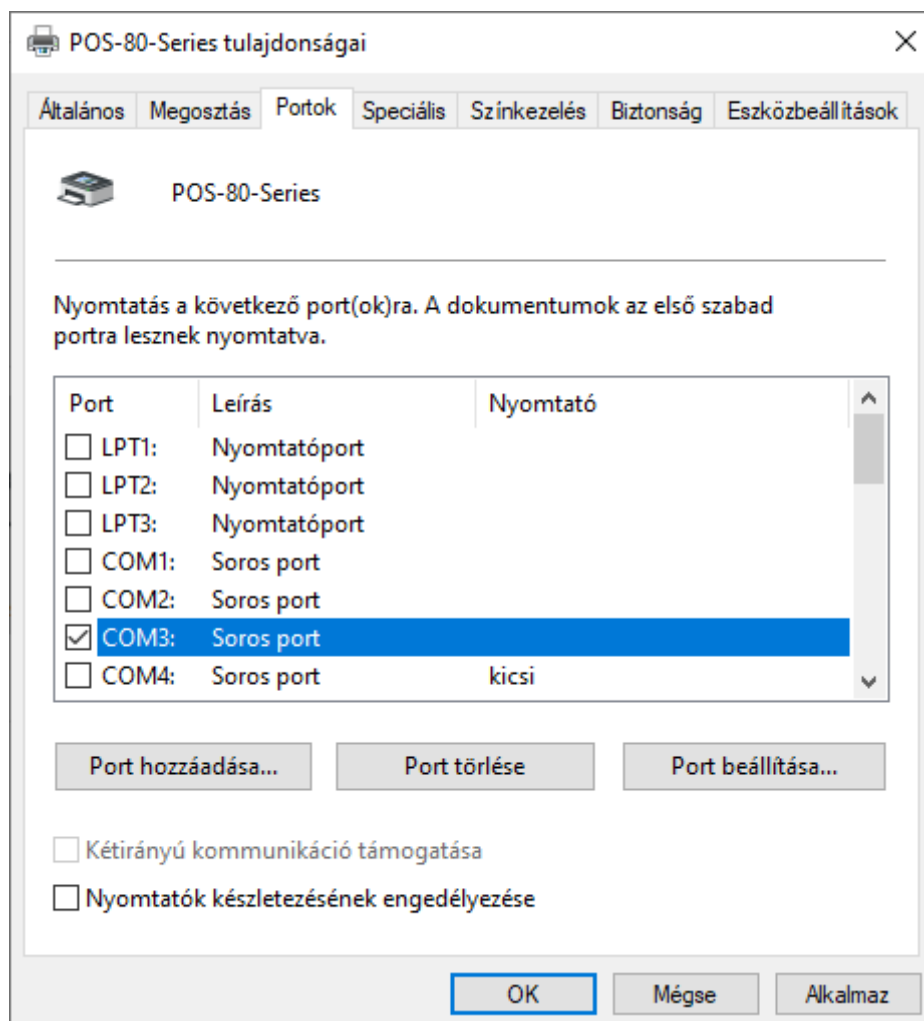 POS-80-Series tulajdonságai
Általános Megosztás Portok Speciális Színkezelés Biztonság Eszközbeállítások
POS-80-Series
Nyomtatás a következő port(ok)ra. A dokumentumok az első szabad
portra lesznek nyomtatva.
Port Leírás Nyomtató
LPT1: Nyomtatóport
LPT2: Nyomtatóport
LPT3: Nyomtatóport
COM1: Soros port
COM2: Soros port
COM3: Soros port
COM4: Soros port kicsi
Port hozzáadása... Port törlése Port beállítása...
Kétirányú kommunikáció támogatása
Nyomtatók készletezésének engedélyezése
OK Mégse Alkalmaz